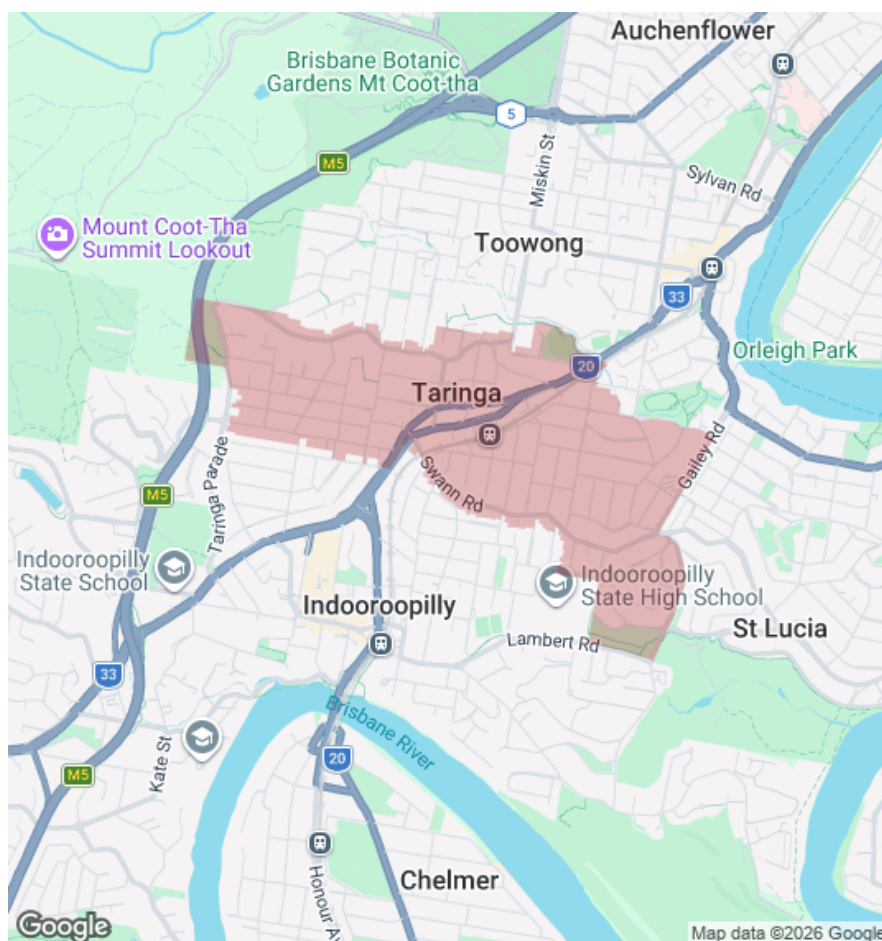 Auchenflower
Brisbane Botanic
Gardens Mt Coot-tha
5
M5
Miskin St
Sylvan Rd
Mount Coot-Tha
Summit Lookout
Toowong
33
Orleigh Park
20
Taringa
Gailey Rd
Swann Rd
Taringa Parade
M5
Indooroopilly
State School
Indooroopilly
State High School
Indooroopilly
St Lucia
Lambert Rd
33
Brisbane River
Kate St
20
M5
Honour Av
Chelmer
Google
Map data ©2026 Google